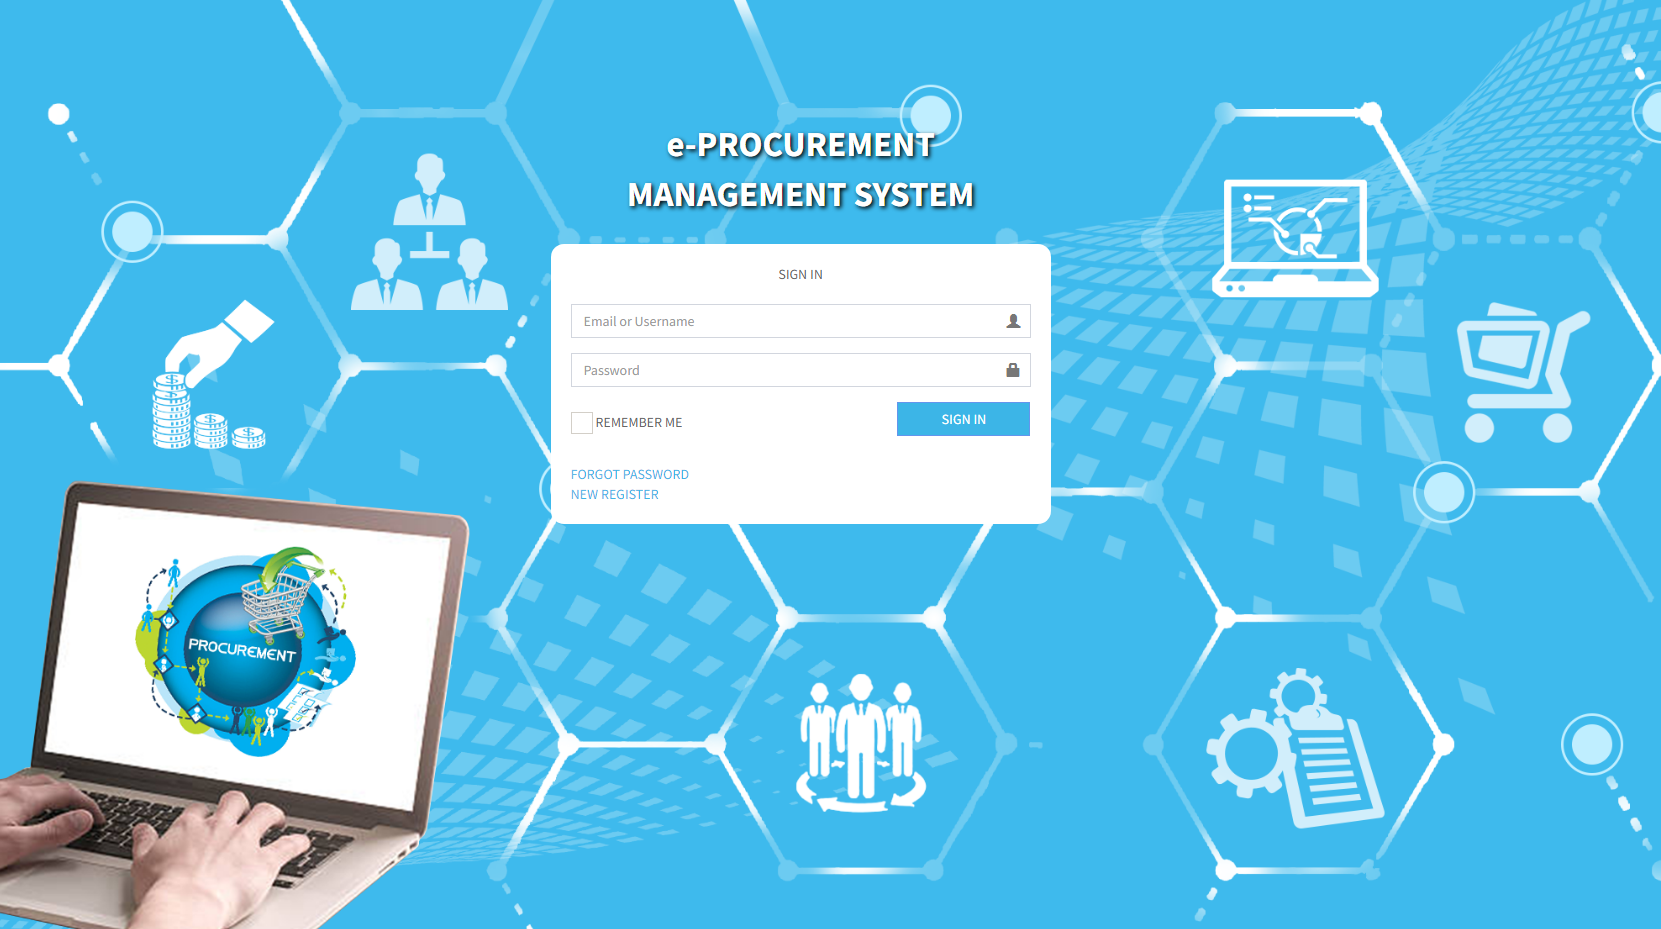 e-PROCUREMENT
MANAGEMENT SYSTEM
SIGN IN
Email or Username
Password
REMEMBER ME
SIGN IN
FORGOT PASSWORD
NEW REGISTER
PROCUREMENT